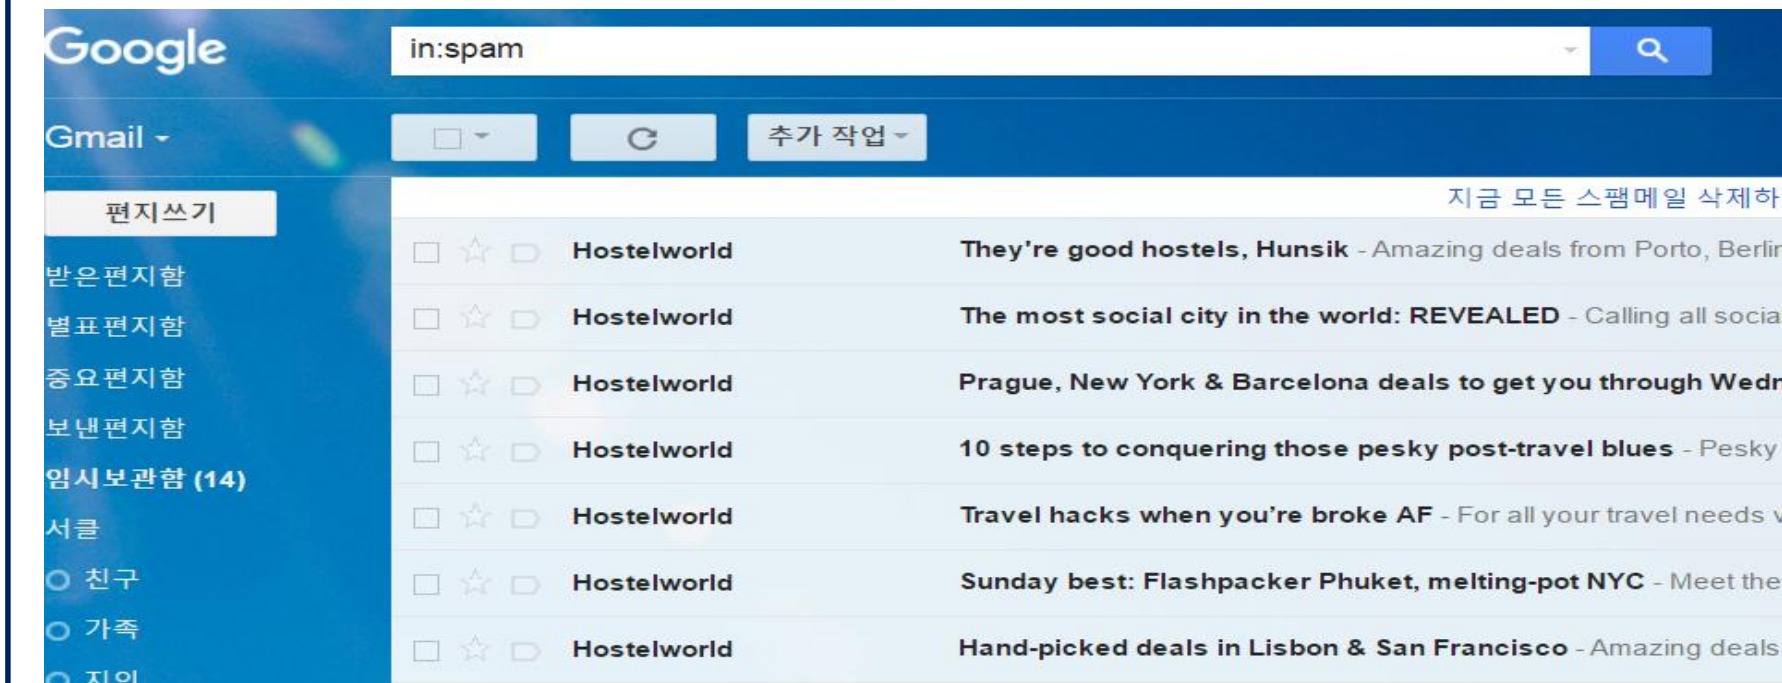 Google
in:spam
Gmail
추가 작업
편지쓰기
지금 모든 스팸메일 삭제하
받은편지함
별표편지함
중요편지함
보낸편지함
임시보관함 (14)
서클
친구
가족
Hostelworld They're good hostels, Hunsik - Amazing deals from Porto, Berlin
Hostelworld The most social city in the world: REVEALED - Calling all socia
Hostelworld Prague, New York & Barcelona deals to get you through Wedn
Hostelworld 10 steps to conquering those pesky post-travel blues - Pesky
Hostelworld Travel hacks when you’re broke AF - For all your travel needs v
Hostelworld Sunday best: Flashpacker Phuket, melting-pot NYC - Meet the
Hostelworld Hand-picked deals in Lisbon & San Francisco - Amazing deals